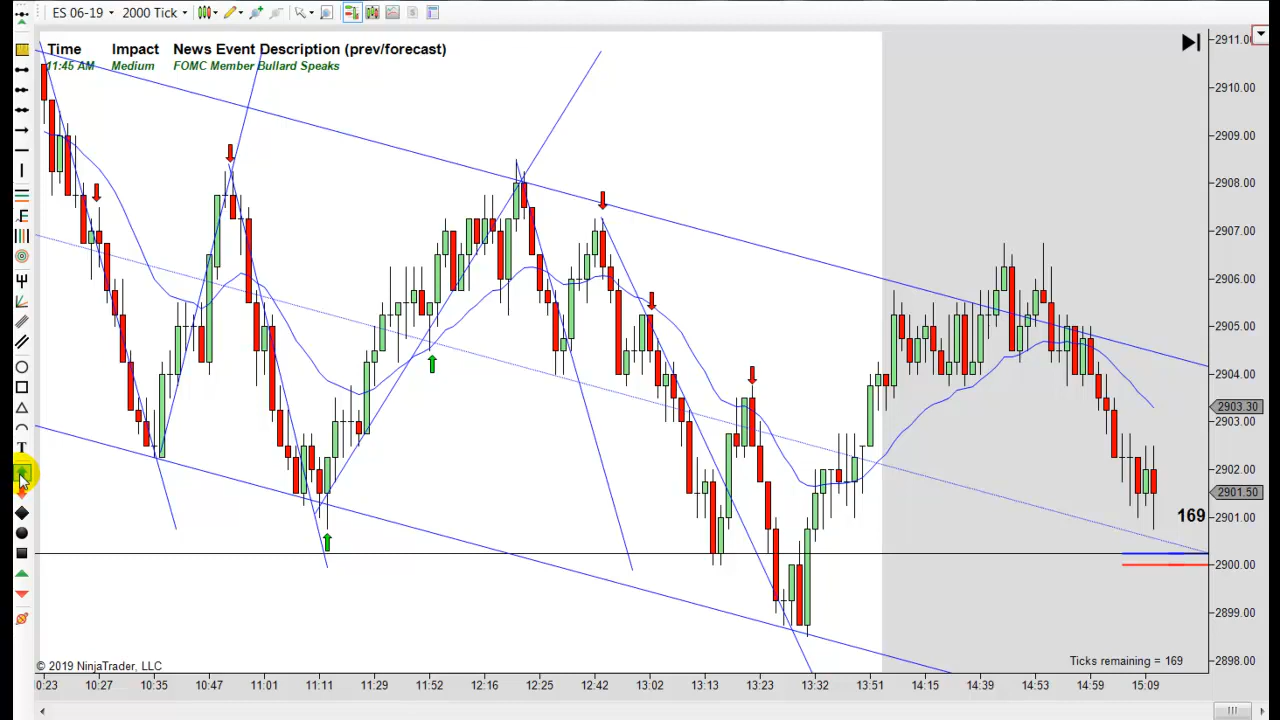 ES 06-19 2000 Tick
Time Impact News Event Description (prev/forecast)
11:45 AM Medium FOMC Member Bullard Speaks
2911.00
2910.00
2909.00
2908.00
2907.00
2906.00
2905.00
2904.00
2903.30
2903.00
2902.00
2901.50
2901.00
169
2900.00
2899.00
2898.00
F
T
© 2019 NinjaTrader, LLC
Ticks remaining = 169
0:23 10:27 10:35 10:47 11:01 11:11 11:29 11:52 12:16 12:25 12:42 13:02 13:13 13:23 13:32 13:51 14:15 14:39 14:53 14:59 15:09